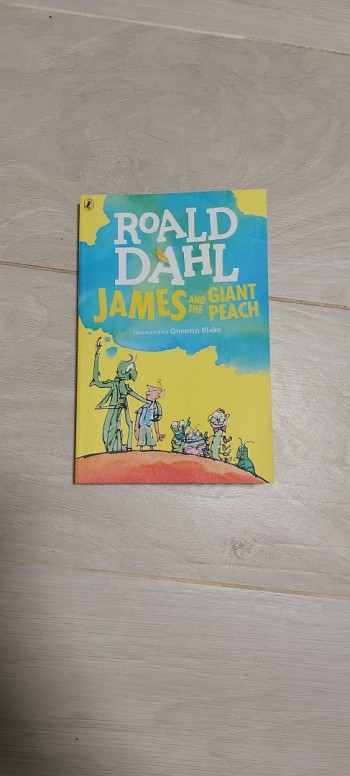 ROALD
DAHL
JAMES AND THE GIANT PEACH
illustrated by Quentin Blake